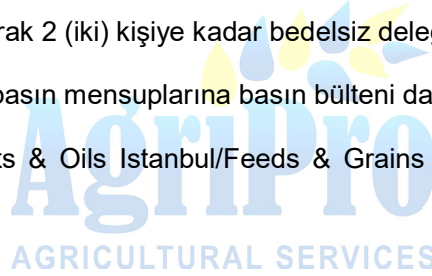 rak 2 (iki) kişiye kadar bedelsiz deleg
basın mensuplarına basın bülteni da
ts & Oils Istanbul/Feeds & Grains
AgriPro
AGRICULTURAL SERVICES